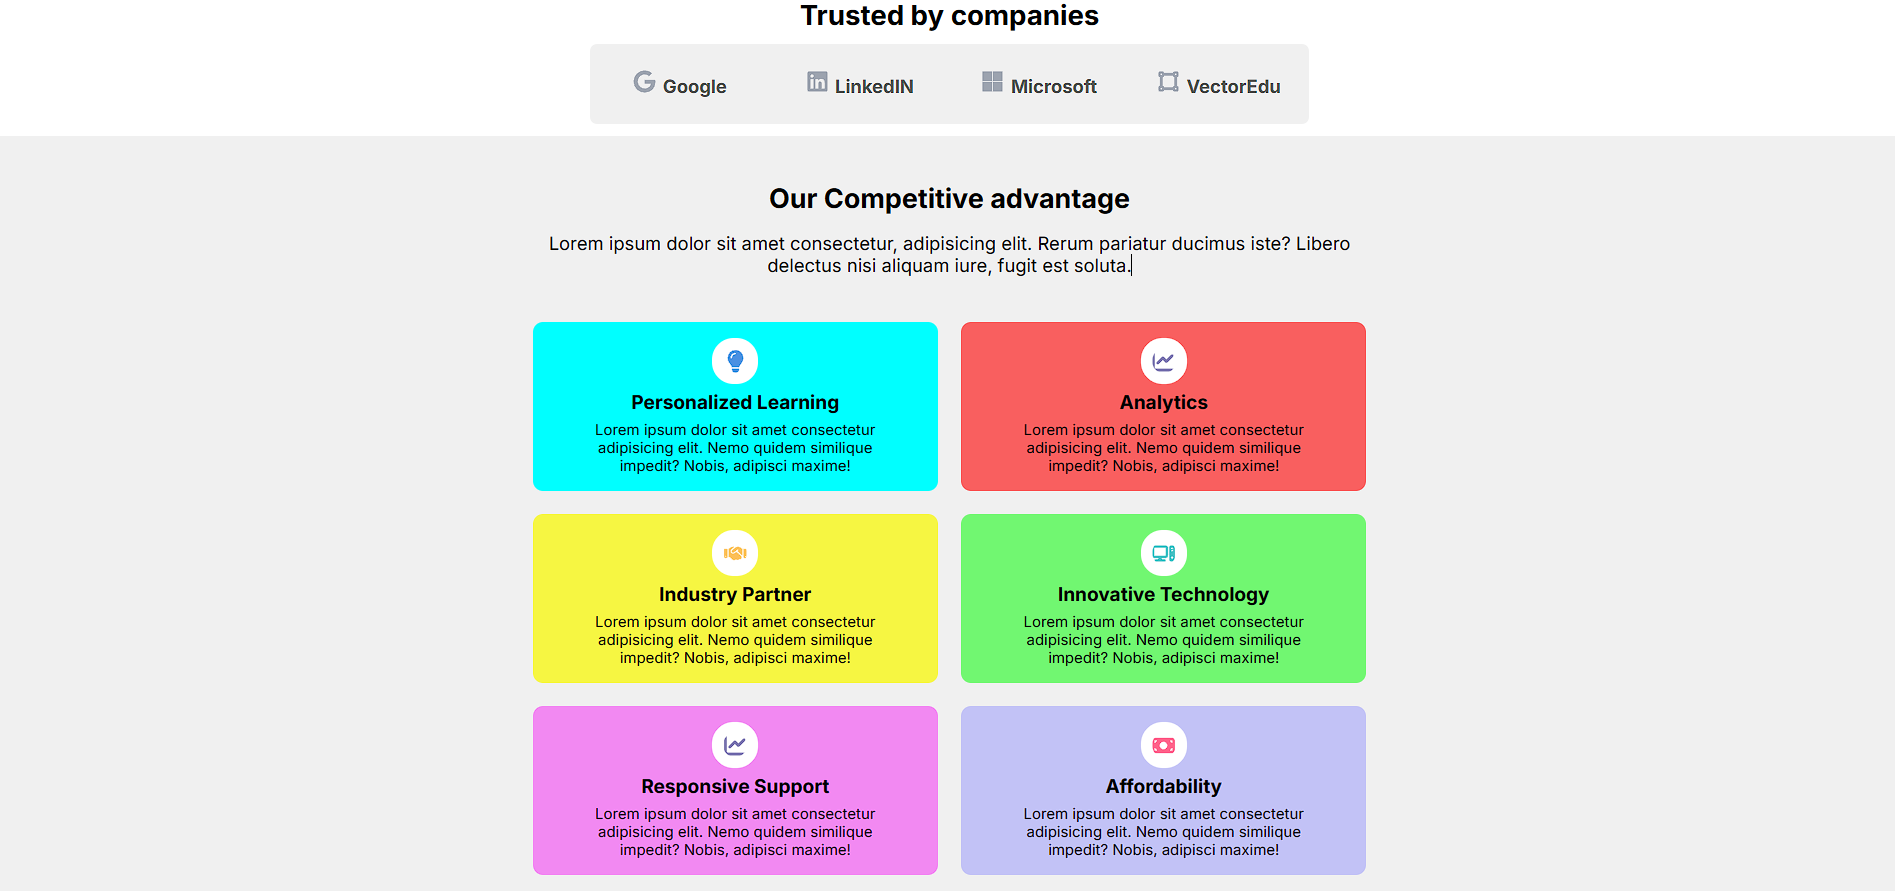 Trusted by companies
Google LinkedIN Microsoft VectorEdu
Our Competitive advantage
Lorem ipsum dolor sit amet consectetur, adipisicing elit. Rerum pariatur ducimus iste? Libero
delectus nisi aliquam iure, fugit est soluta.
Personalized Learning
Lorem ipsum dolor sit amet consectetur
adipisicing elit. Nemo quidem similique
impedit? Nobis, adipisci maxime!
Analytics
Lorem ipsum dolor sit amet consectetur
adipisicing elit. Nemo quidem similique
impedit? Nobis, adipisci maxime!
Industry Partner
Lorem ipsum dolor sit amet consectetur
adipisicing elit. Nemo quidem similique
impedit? Nobis, adipisci maxime!
Innovative Technology
Lorem ipsum dolor sit amet consectetur
adipisicing elit. Nemo quidem similique
impedit? Nobis, adipisci maxime!
Responsive Support
Lorem ipsum dolor sit amet consectetur
adipisicing elit. Nemo quidem similique
impedit? Nobis, adipisci maxime!
Affordability
Lorem ipsum dolor sit amet consectetur
adipisicing elit. Nemo quidem similique
impedit? Nobis, adipisci maxime!